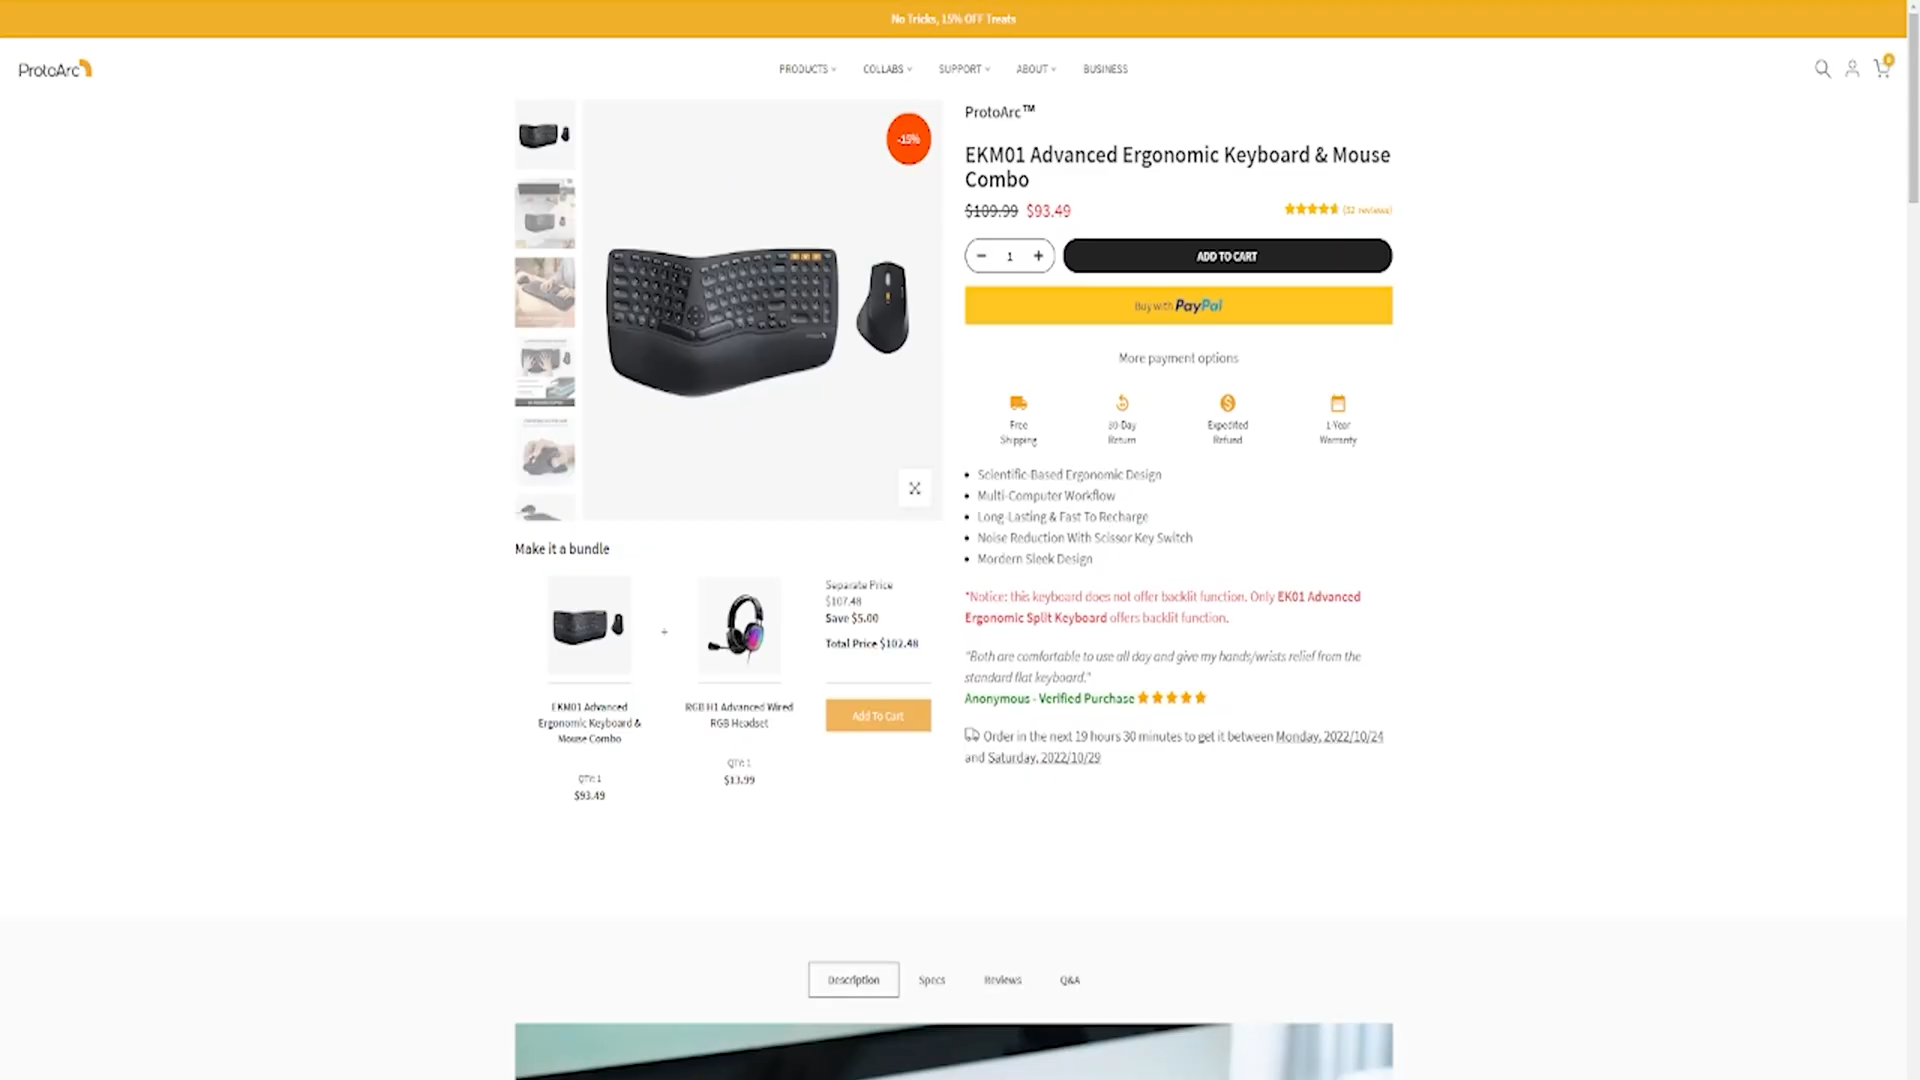 No Tricks, 15% OFF Treats
ProtoArc
PRODUCTS
COLLABS
SUPPORT
ABOUT
BUSINESS
0
-15%
ProtoArc™
EKM01 Advanced Ergonomic Keyboard & Mouse
Combo
$109.99 $93.49
(32 reviews)
1
ADD TO CART
Buy with PayPal
More payment options
Free
Shipping
30-Day
Return
Expedited
Refund
1-Year
Warranty
Scientific-Based Ergonomic Design
Multi-Computer Workflow
Long-Lasting & Fast To Recharge
Noise Reduction With Scissor Key Switch
Mordern Sleek Design
*Notice: this keyboard does not offer backlit function. Only EK01 Advanced
Ergonomic Split Keyboard offers backlit function.
"Both are comfortable to use all day and give my hands/wrists relief from the
standard flat keyboard."
Anonymous - Verified Purchase
Order in the next 19 hours 30 minutes to get it between Monday, 2022/10/24
and Saturday, 2022/10/29
Make it a bundle
EKM01 Advanced
Ergonomic Keyboard &
Mouse Combo
QTY: 1
$93.49
+
RGB H1 Advanced Wired
RGB Headset
QTY: 1
$13.99
Separate Price
$107.48
Save $5.00
Total Price $102.48
Add To Cart
Description
Specs
Reviews
Q&A